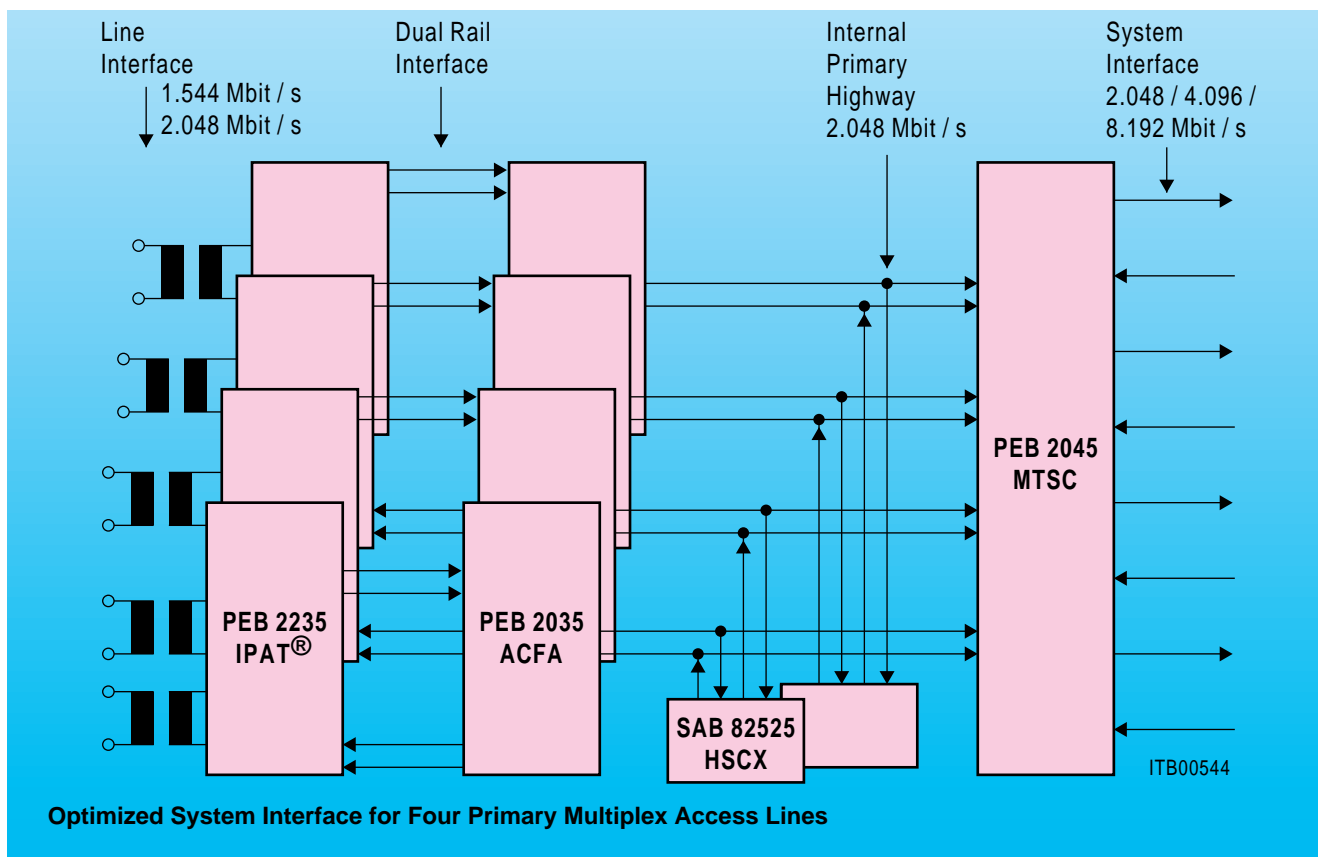 Line
Interface
1.544 Mbit / s
2.048 Mbit / s
Dual Rail
Interface
Internal
Primary
Highway
2.048 Mbit / s
System
Interface
2.048 / 4.096 /
8.192 Mbit / s
PEB 2235
IPAT®
PEB 2035
ACFA
SAB 82525
HSCX
PEB 2045
MTSC
ITB00544
Optimized System Interface for Four Primary Multiplex Access Lines